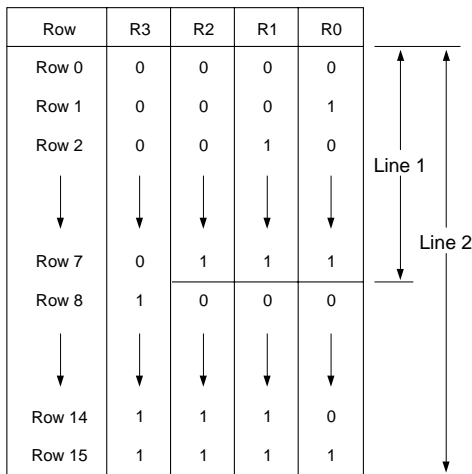 Row R3 R2 R1 R0
Row 0 0 0 0 0
Row 1 0 0 0 1
Row 2 0 0 1 0
Line 1
Line 2
Row 7 0 1 1 1
Row 8 1 0 0 0
Row 14 1 1 1 0
Row 15 1 1 1 1